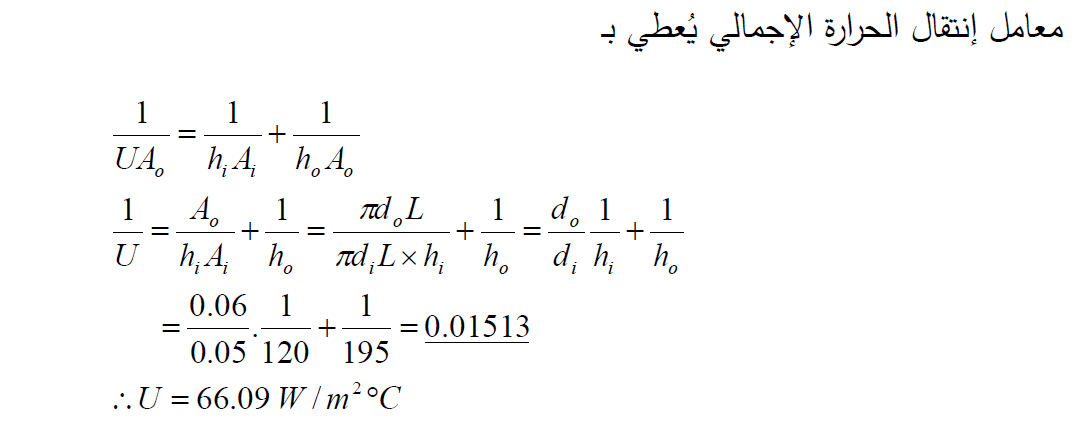 معامل إنتقال الحرارة الإجمالي يُعطي بـ
1/(UA_o) = 1/(h_i A_i) + 1/(h_o A_o)
1/U = A_o/(h_i A_i) + 1/h_o = πd_o L/(πd_i L × h_i) + 1/h_o = d_o/d_i 1/h_i + 1/h_o
= 0.06/0.05 . 1/120 + 1/195 = 0.01513
∴ U = 66.09 W / m² °C